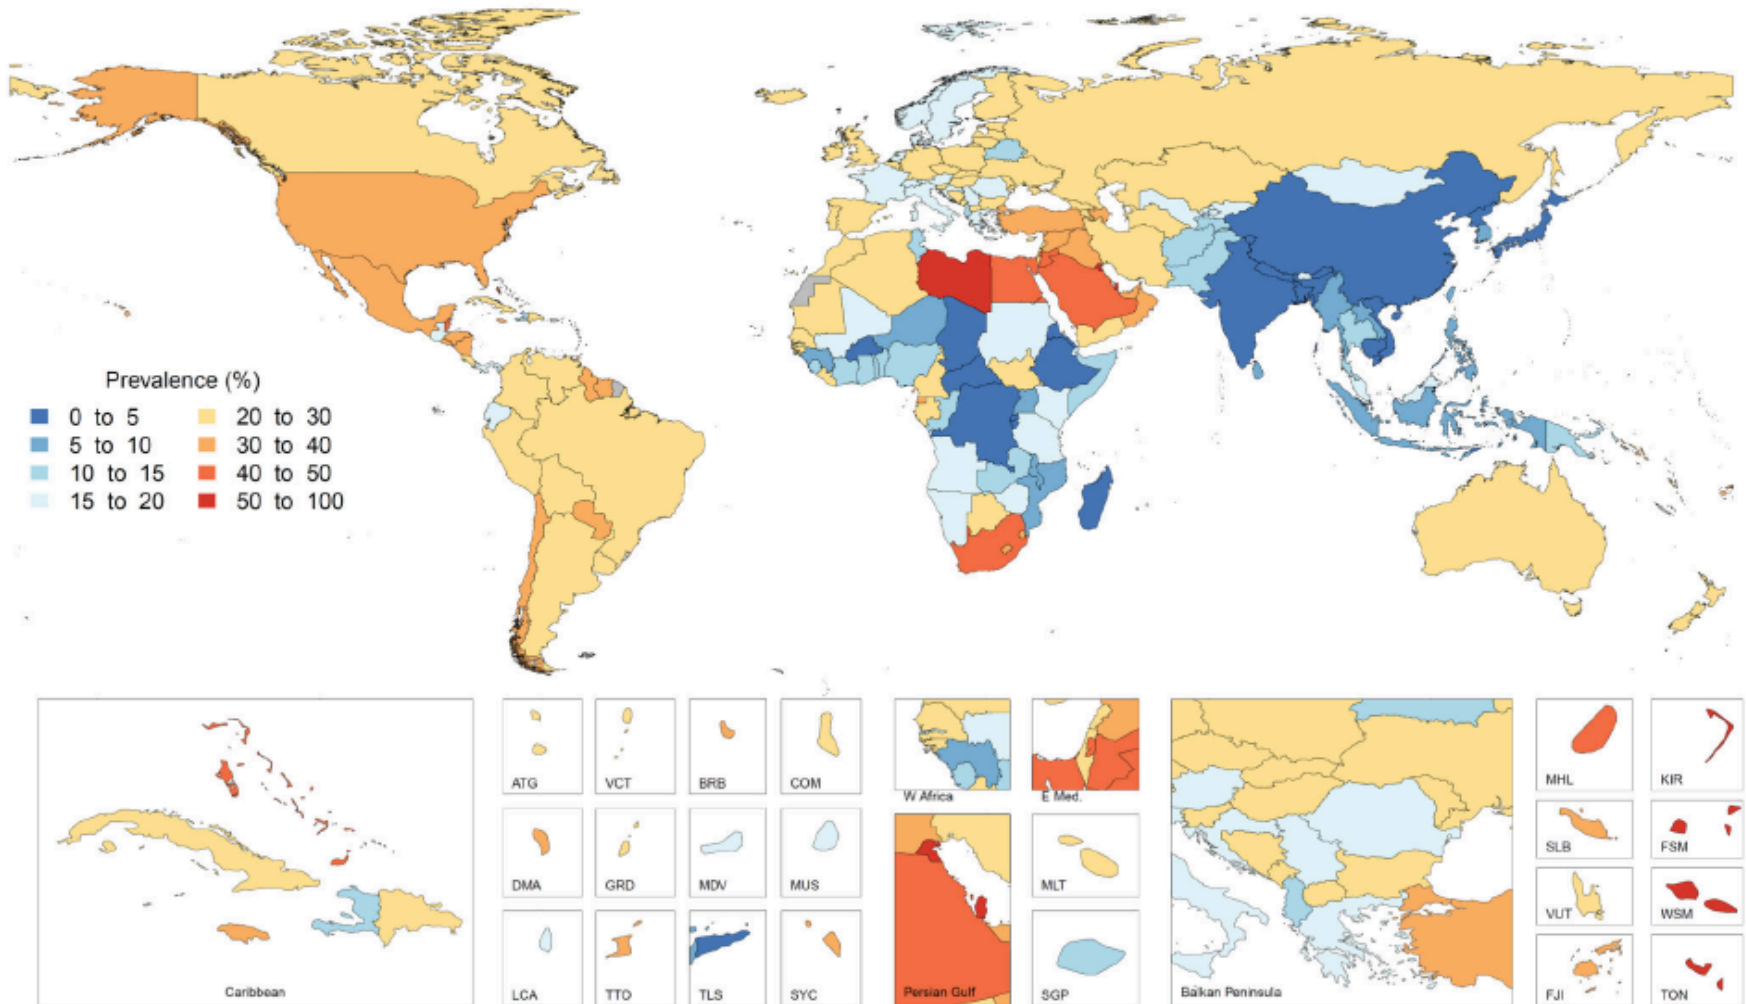 Prevalence (%)
0 to 5 20 to 30
5 to 10 30 to 40
10 to 15 40 to 50
15 to 20 50 to 100
Caribbean
ATG VCT BRB COM
DMA GRD MDV MUS
LCA TTO TLS SYC
W Africa E Med.
Persian Gulf
MLT
SGP
Balkan Peninsula
MHL KIR
SLB FSM
VUT WSM
FJI TON